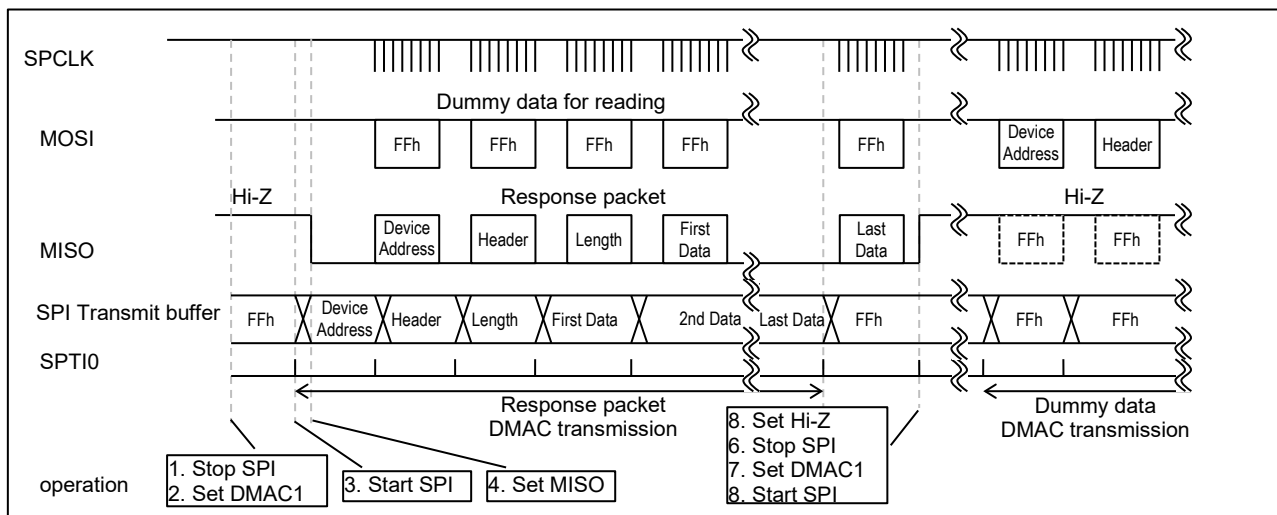 SPCLK
Dummy data for reading
MOSI
FFh
FFh
FFh
FFh
FFh
Device
Address
Header
Hi-Z
Response packet
Hi-Z
MISO
Device
Address
Header
Length
First
Data
Last
Data
FFh
FFh
SPI Transmit buffer
FFh
Device
Address
Header
Length
First Data
2nd Data
Last Data
FFh
FFh
FFh
SPTI0
Response packet
DMAC transmission
Dummy data
DMAC transmission
operation
1. Stop SPI
2. Set DMAC1
3. Start SPI
4. Set MISO
8. Set Hi-Z
6. Stop SPI
7. Set DMAC1
8. Start SPI